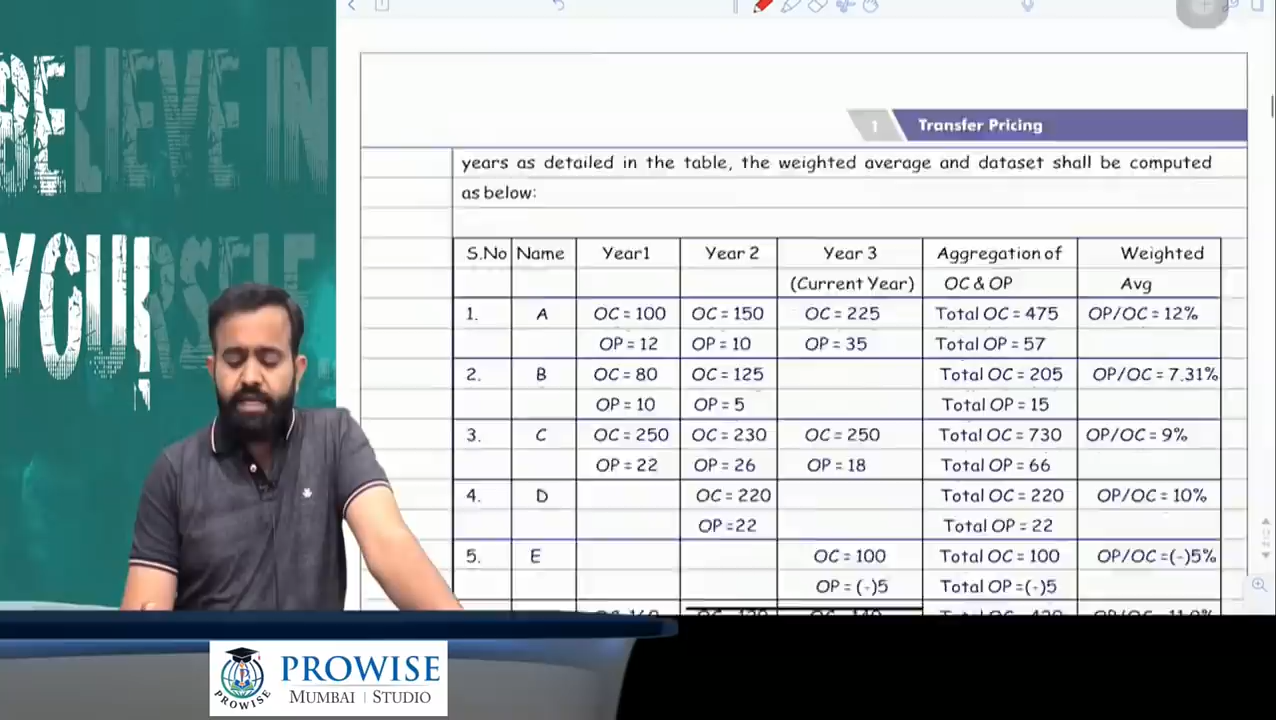 BELIEVE IN
YOURSELF
1 Transfer Pricing
years as detailed in the table, the weighted average and dataset shall be computed
as below:
S.No Name Year1 Year 2 Year 3 Aggregation of Weighted
(Current Year) OC & OP Avg
1. A OC = 100 OC = 150 OC = 225 Total OC = 475 OP/OC = 12%
OP = 12 OP = 10 OP = 35 Total OP = 57
2. B OC = 80 OC = 125 Total OC = 205 OP/OC = 7.31%
OP = 10 OP = 5 Total OP = 15
3. C OC = 250 OC = 230 OC = 250 Total OC = 730 OP/OC = 9%
OP = 22 OP = 26 OP = 18 Total OP = 66
4. D OC = 220 Total OC = 220 OP/OC = 10%
OP =22 Total OP = 22
5. E OC = 100 Total OC = 100 OP/OC =(-)5%
OP = (-)5 Total OP =(-)5
PROWISE
MUMBAI | STUDIO
PROWISE